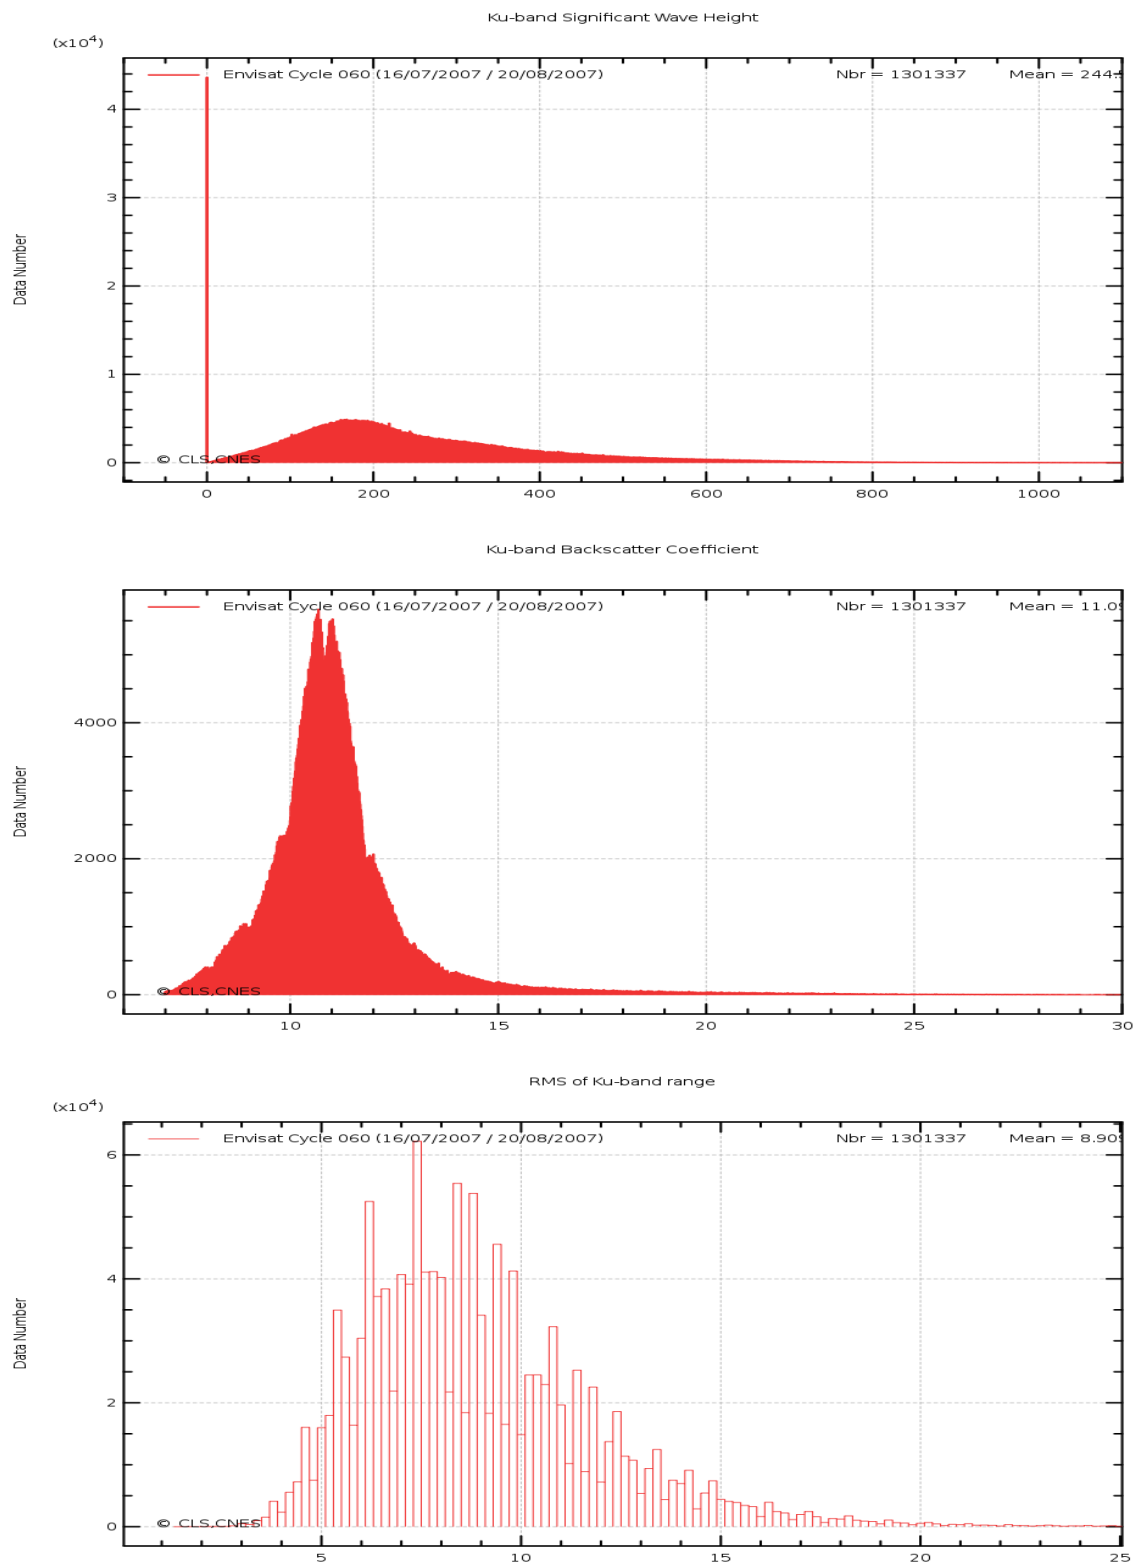 Ku-band Significant Wave Height
(x10⁴)
Envisat Cycle 060 (16/07/2007 / 20/08/2007) Nbr = 1301337 Mean = 244.
4
3
2
1
0
Data Number
© CLS,CNES
0 200 400 600 800 1000
Ku-band Backscatter Coefficient
Envisat Cycle 060 (16/07/2007 / 20/08/2007) Nbr = 1301337 Mean = 11.09
4000
2000
0
Data Number
© CLS,CNES
10 15 20 25 30
RMS of Ku-band range
(x10⁴)
Envisat Cycle 060 (16/07/2007 / 20/08/2007) Nbr = 1301337 Mean = 8.909
6
4
2
0
Data Number
© CLS,CNES
5 10 15 20 25